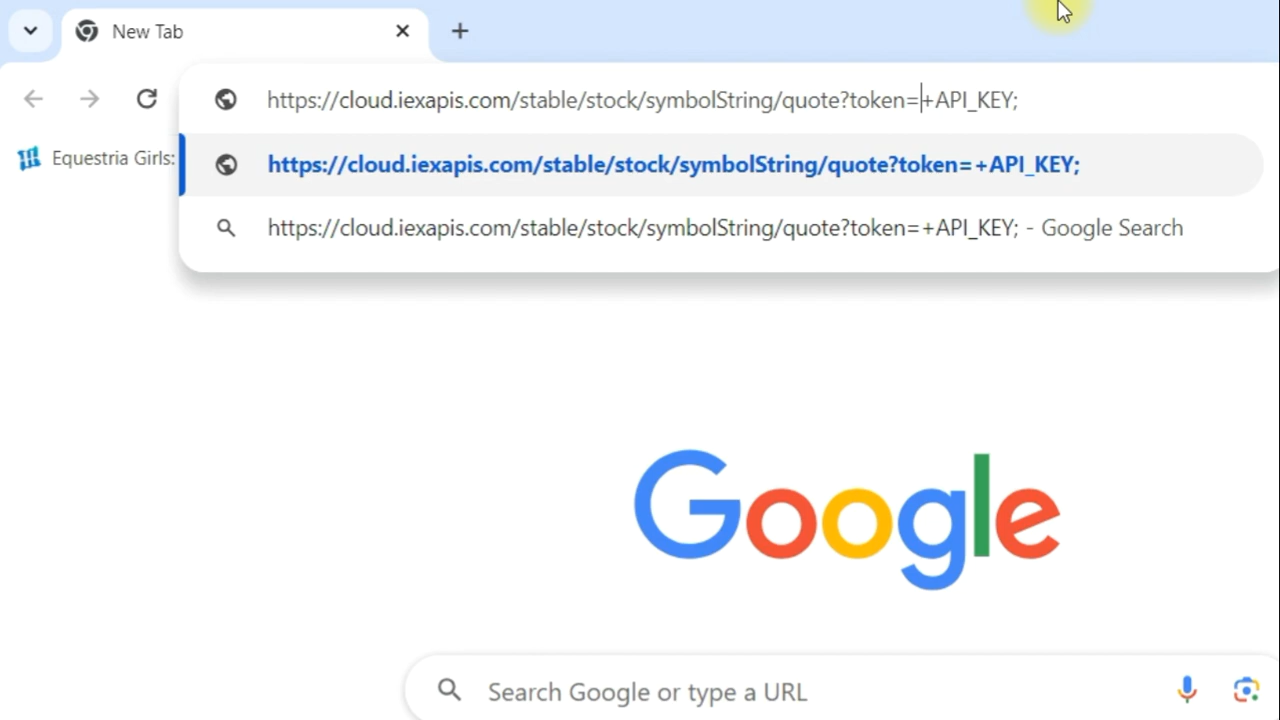 New Tab
https://cloud.iexapis.com/stable/stock/symbolString/quote?token=+API_KEY;
Equestria Girls:
https://cloud.iexapis.com/stable/stock/symbolString/quote?token=+API_KEY;
https://cloud.iexapis.com/stable/stock/symbolString/quote?token=+API_KEY; - Google Search
Google
Search Google or type a URL